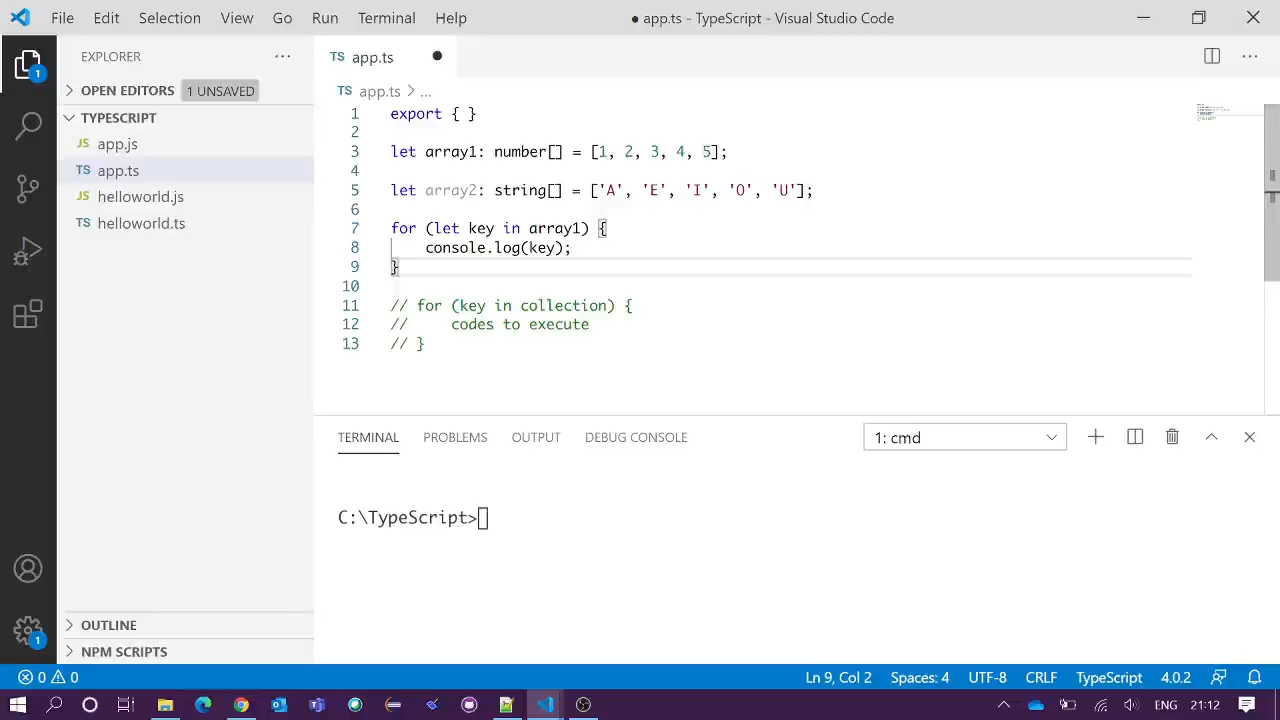 File Edit Selection View Go Run Terminal Help ● app.ts - TypeScript - Visual Studio Code
EXPLORER ...
1
OPEN EDITORS 1 UNSAVED
TYPESCRIPT
JS app.js
TS app.ts
JS helloworld.js
TS helloworld.ts
OUTLINE
NPM SCRIPTS
1
TS app.ts ●
TS app.ts > ...
1 export { }
2
3 let array1: number[] = [1, 2, 3, 4, 5];
4
5 let array2: string[] = ['A', 'E', 'I', 'O', 'U'];
6
7 for (let key in array1) {
8     console.log(key);
9 }
10
11 // for (key in collection) {
12 //     codes to execute
13 // }
TERMINAL PROBLEMS OUTPUT DEBUG CONSOLE 1: cmd
C:\TypeScript>
0 0 Ln 9, Col 2 Spaces: 4 UTF-8 CRLF TypeScript 4.0.2
ENG 21:12